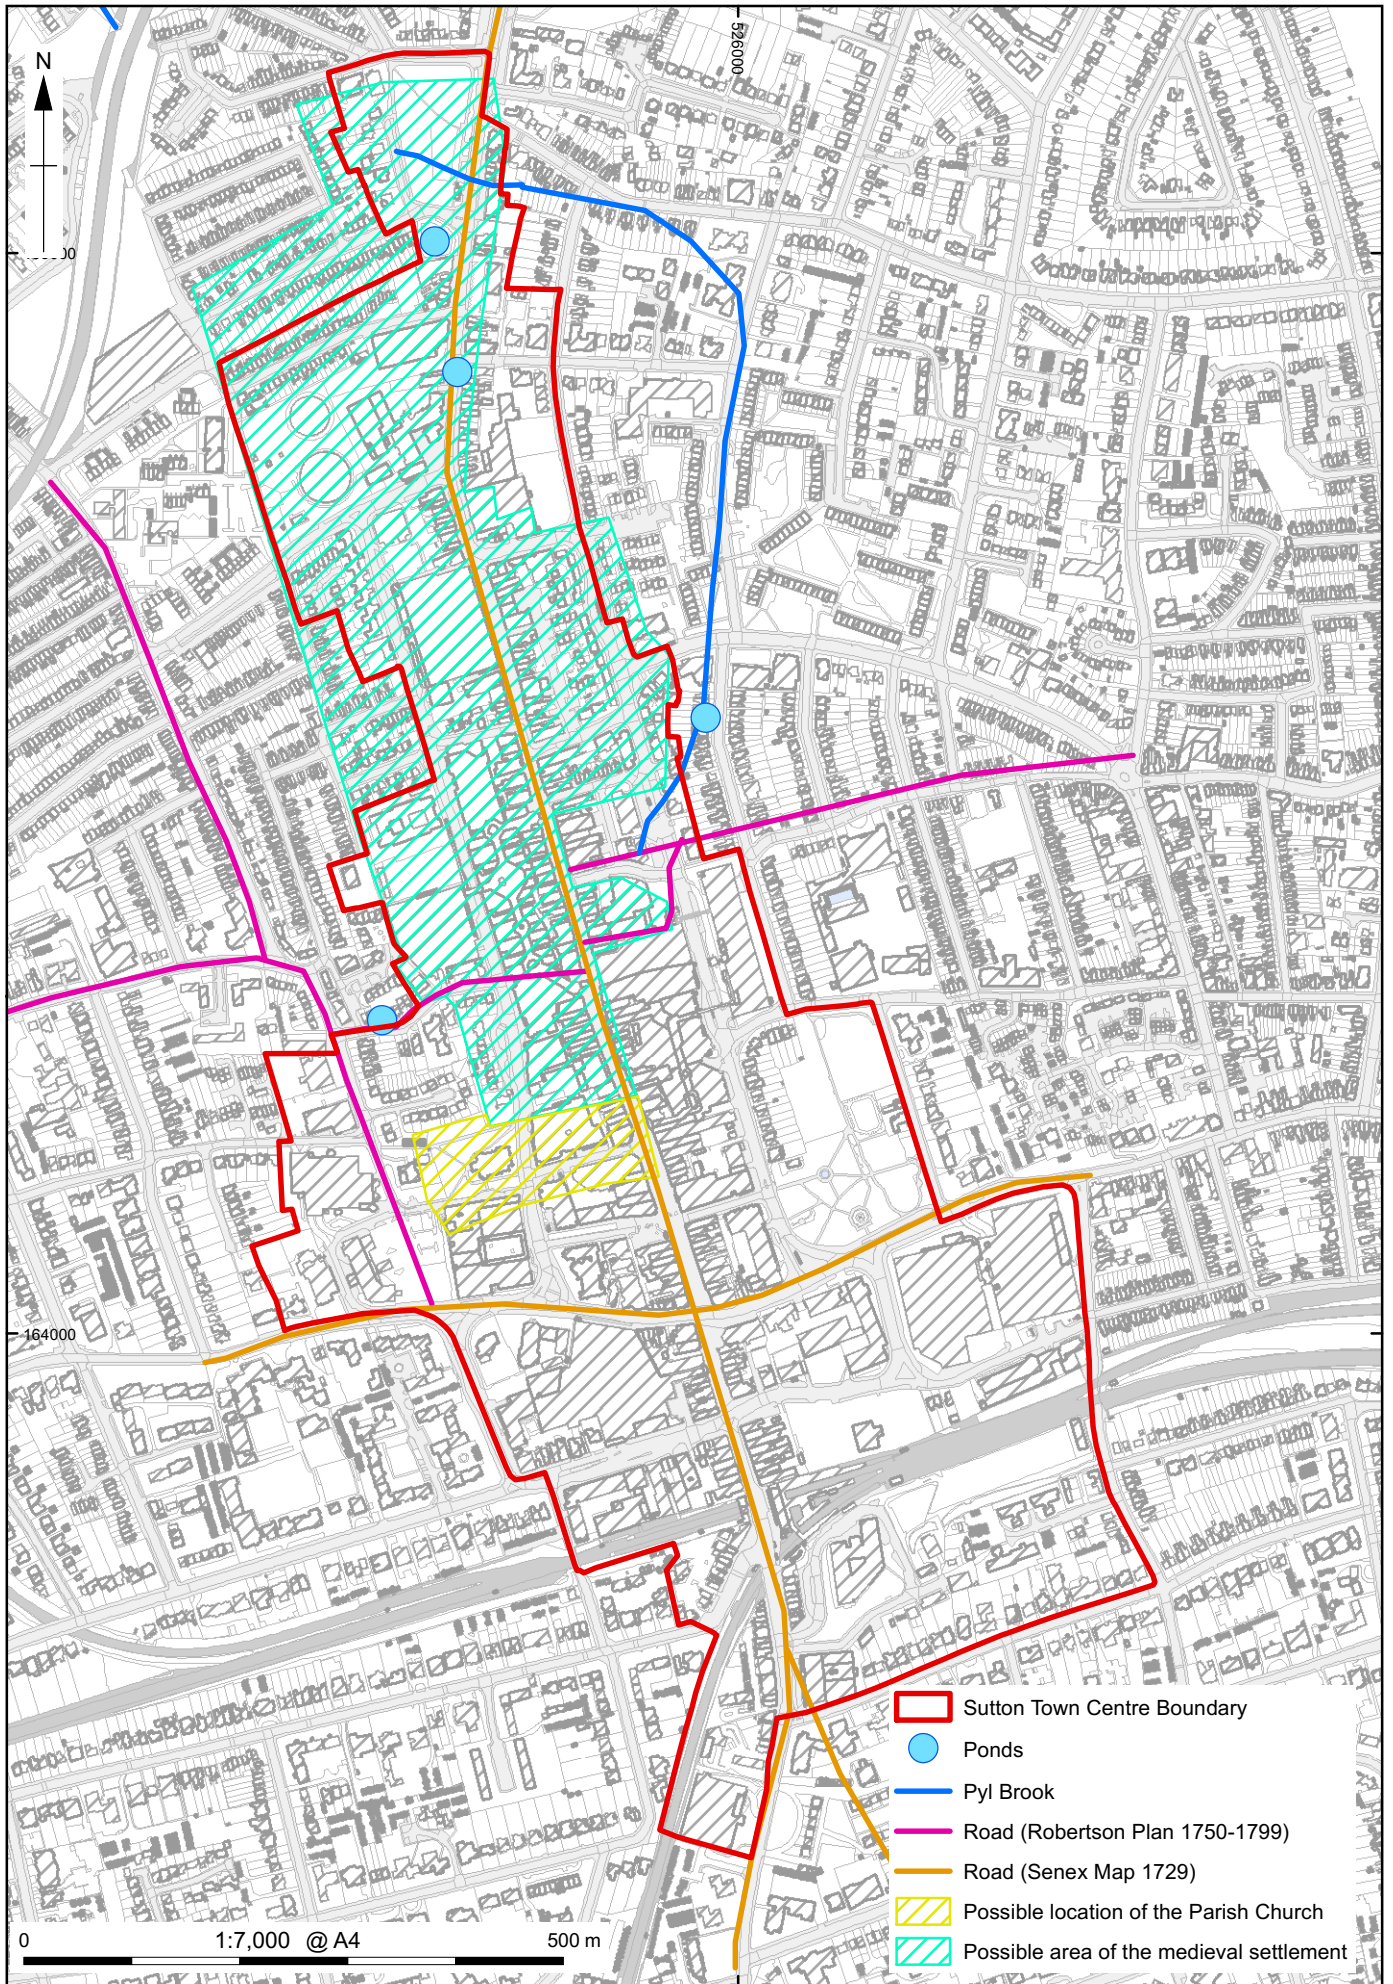 N
526000
00
164000
Sutton Town Centre Boundary
Ponds
Pyl Brook
Road (Robertson Plan 1750-1799)
Road (Senex Map 1729)
Possible location of the Parish Church
Possible area of the medieval settlement
0 1:7,000 @ A4 500 m